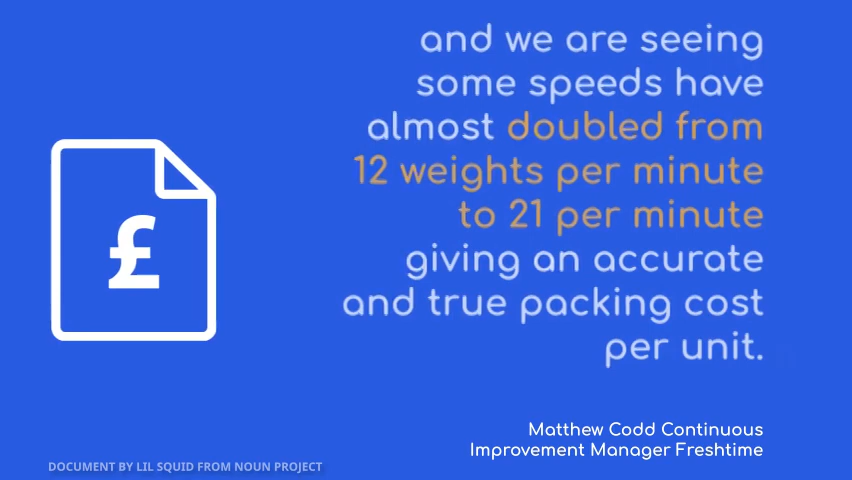 and we are seeing
some speeds have
almost doubled from
12 weights per minute
to 21 per minute
giving an accurate
and true packing cost
per unit.
£
Matthew Codd Continuous
Improvement Manager Freshtime
DOCUMENT BY LIL SQUID FROM NOUN PROJECT